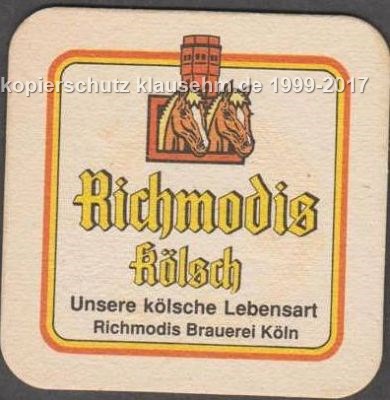 kopierschutz klausehm.de 1999-2017
Richmodis
Kölsch
Unsere kölsche Lebensart
Richmodis Brauerei Köln